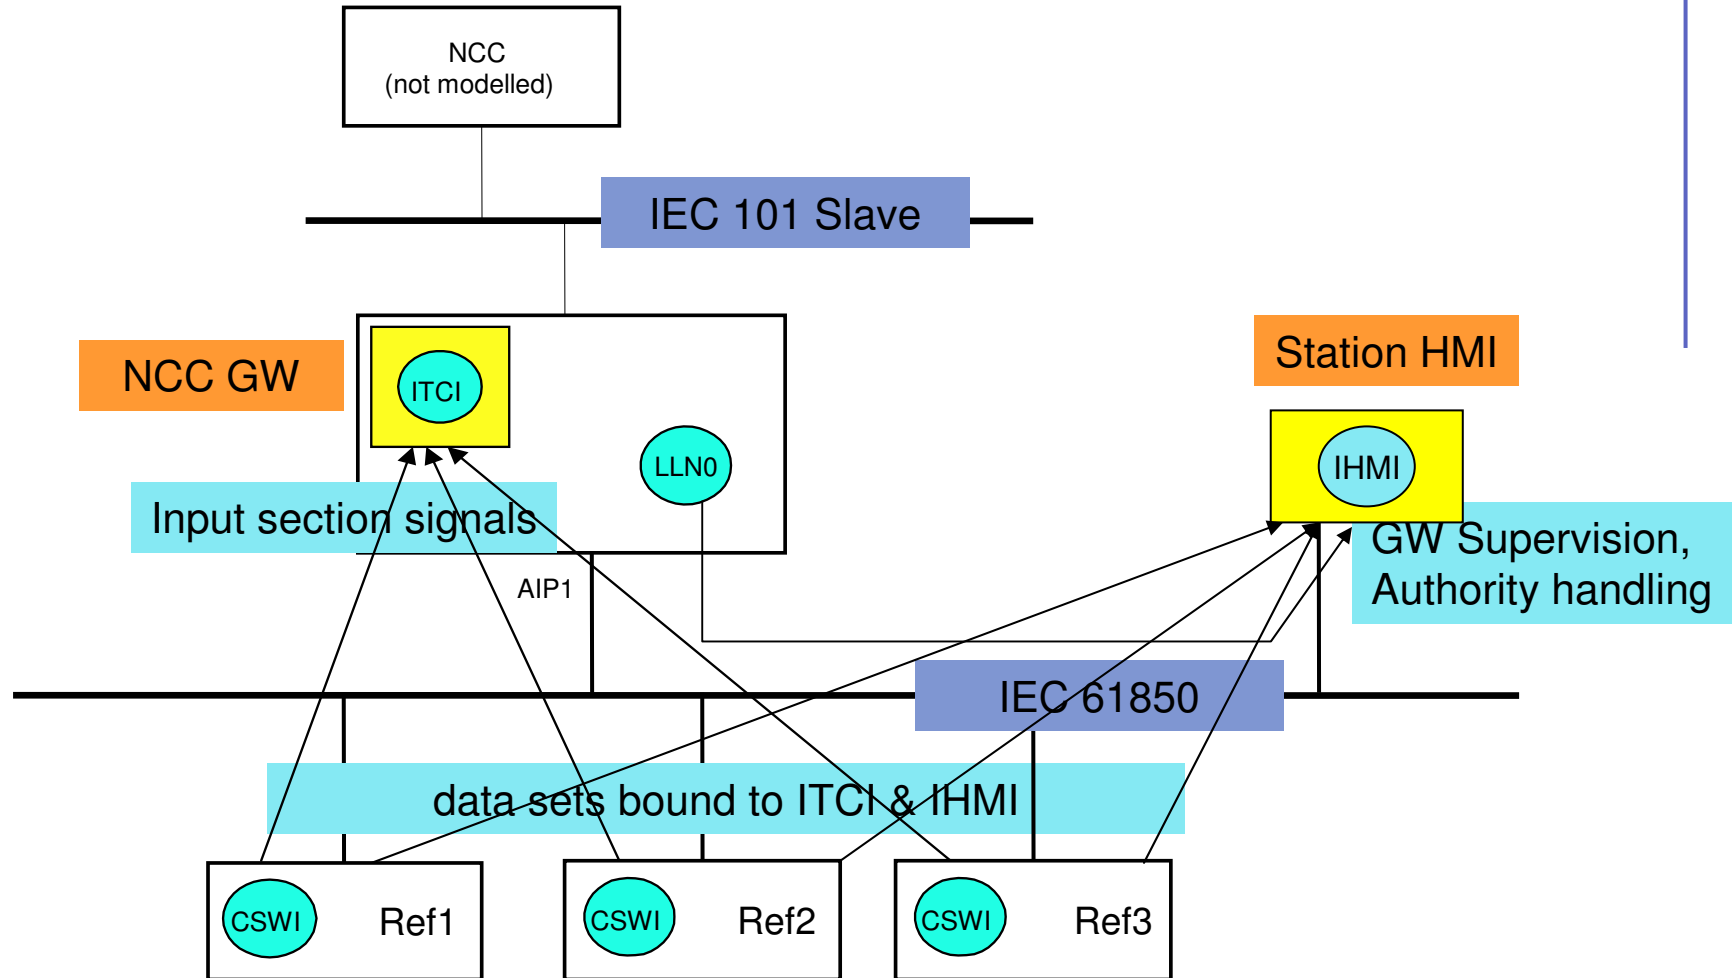 NCC
(not modelled)
IEC 101 Slave
NCC GW
ITCI
LLN0
Station HMI
IHMI
Input section signals
GW Supervision,
Authority handling
AIP1
IEC 61850
data sets bound to ITCI & IHMI
CSWI
Ref1
CSWI
Ref2
CSWI
Ref3